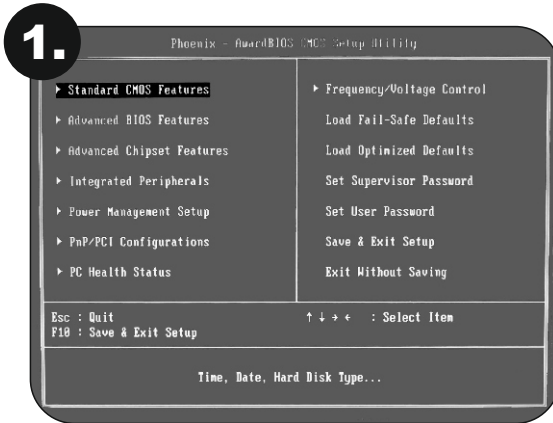 1.
Phoenix - AwardBIOS CMOS Setup Utility
▶ Standard CMOS Features
▶ Advanced BIOS Features
▶ Advanced Chipset Features
▶ Integrated Peripherals
▶ Power Management Setup
▶ PnP/PCI Configurations
▶ PC Health Status
▶ Frequency/Voltage Control
Load Fail-Safe Defaults
Load Optimized Defaults
Set Supervisor Password
Set User Password
Save & Exit Setup
Exit Without Saving
Esc : Quit
F10 : Save & Exit Setup
↑ ↓ → ← : Select Item
Time, Date, Hard Disk Type...